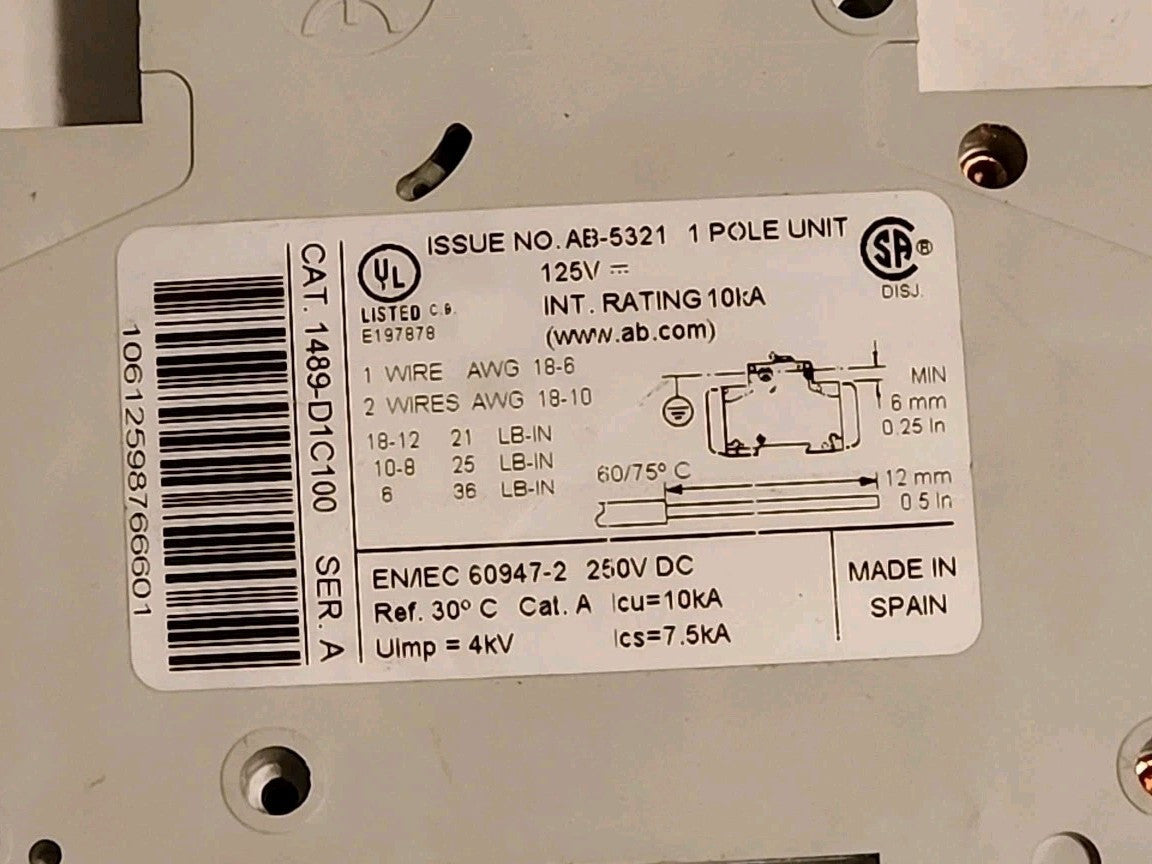 10612598766601
CAT. 1489-D1C100 SER. A
UL
LISTED C.B.
E197878
ISSUE NO. AB-5321 1 POLE UNIT
125V ⎓
INT. RATING 10kA
(www.ab.com)
SA ®
DISJ.
1 WIRE AWG 18-6
2 WIRES AWG 18-10
18-12 21 LB-IN
10-8 25 LB-IN
6 36 LB-IN
MIN
6 mm
0.25 In
60/75° C
12 mm
0.5 In
EN/IEC 60947-2 250V DC
Ref. 30° C Cat. A Icu=10kA
UImp = 4kV Ics=7.5kA
MADE IN
SPAIN